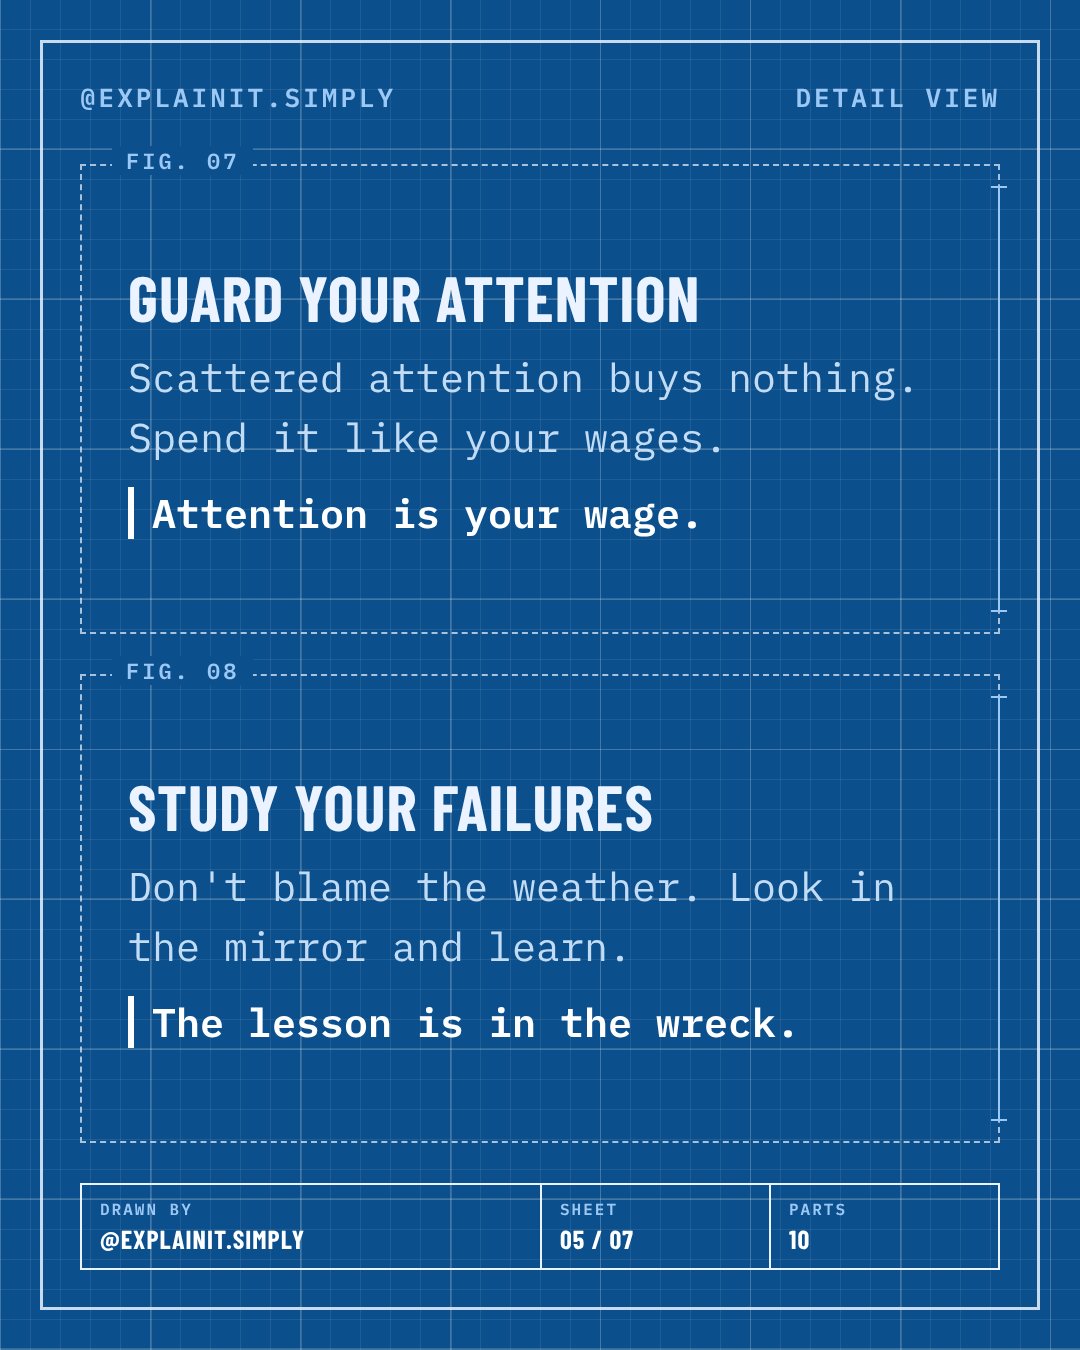 @EXPLAINIT.SIMPLY
DETAIL VIEW
FIG. 07
GUARD YOUR ATTENTION
Scattered attention buys nothing.
Spend it like your wages.
Attention is your wage.
FIG. 08
STUDY YOUR FAILURES
Don't blame the weather. Look in
the mirror and learn.
The lesson is in the wreck.
DRAWN BY
@EXPLAINIT.SIMPLY
SHEET
05 / 07
PARTS
10